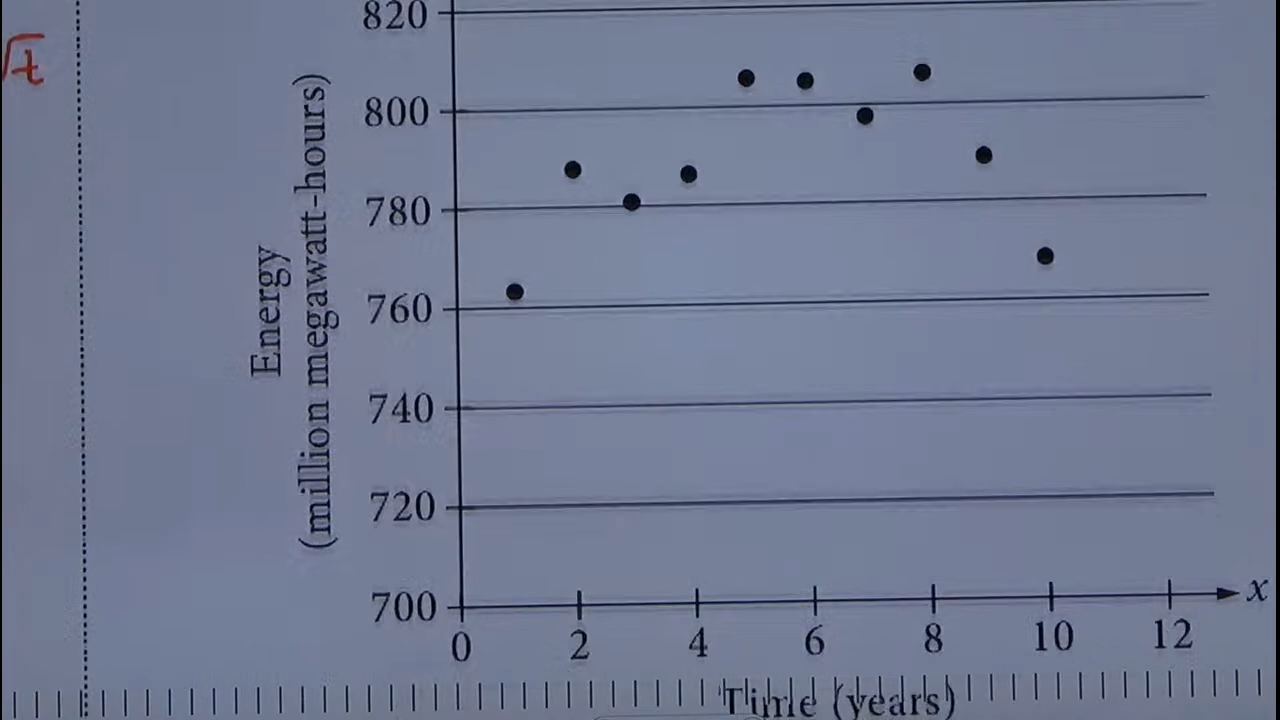 √t
820
800
780
760
740
720
700
Energy
(million megawatt-hours)
0 2 4 6 8 10 12
x
Time (years)